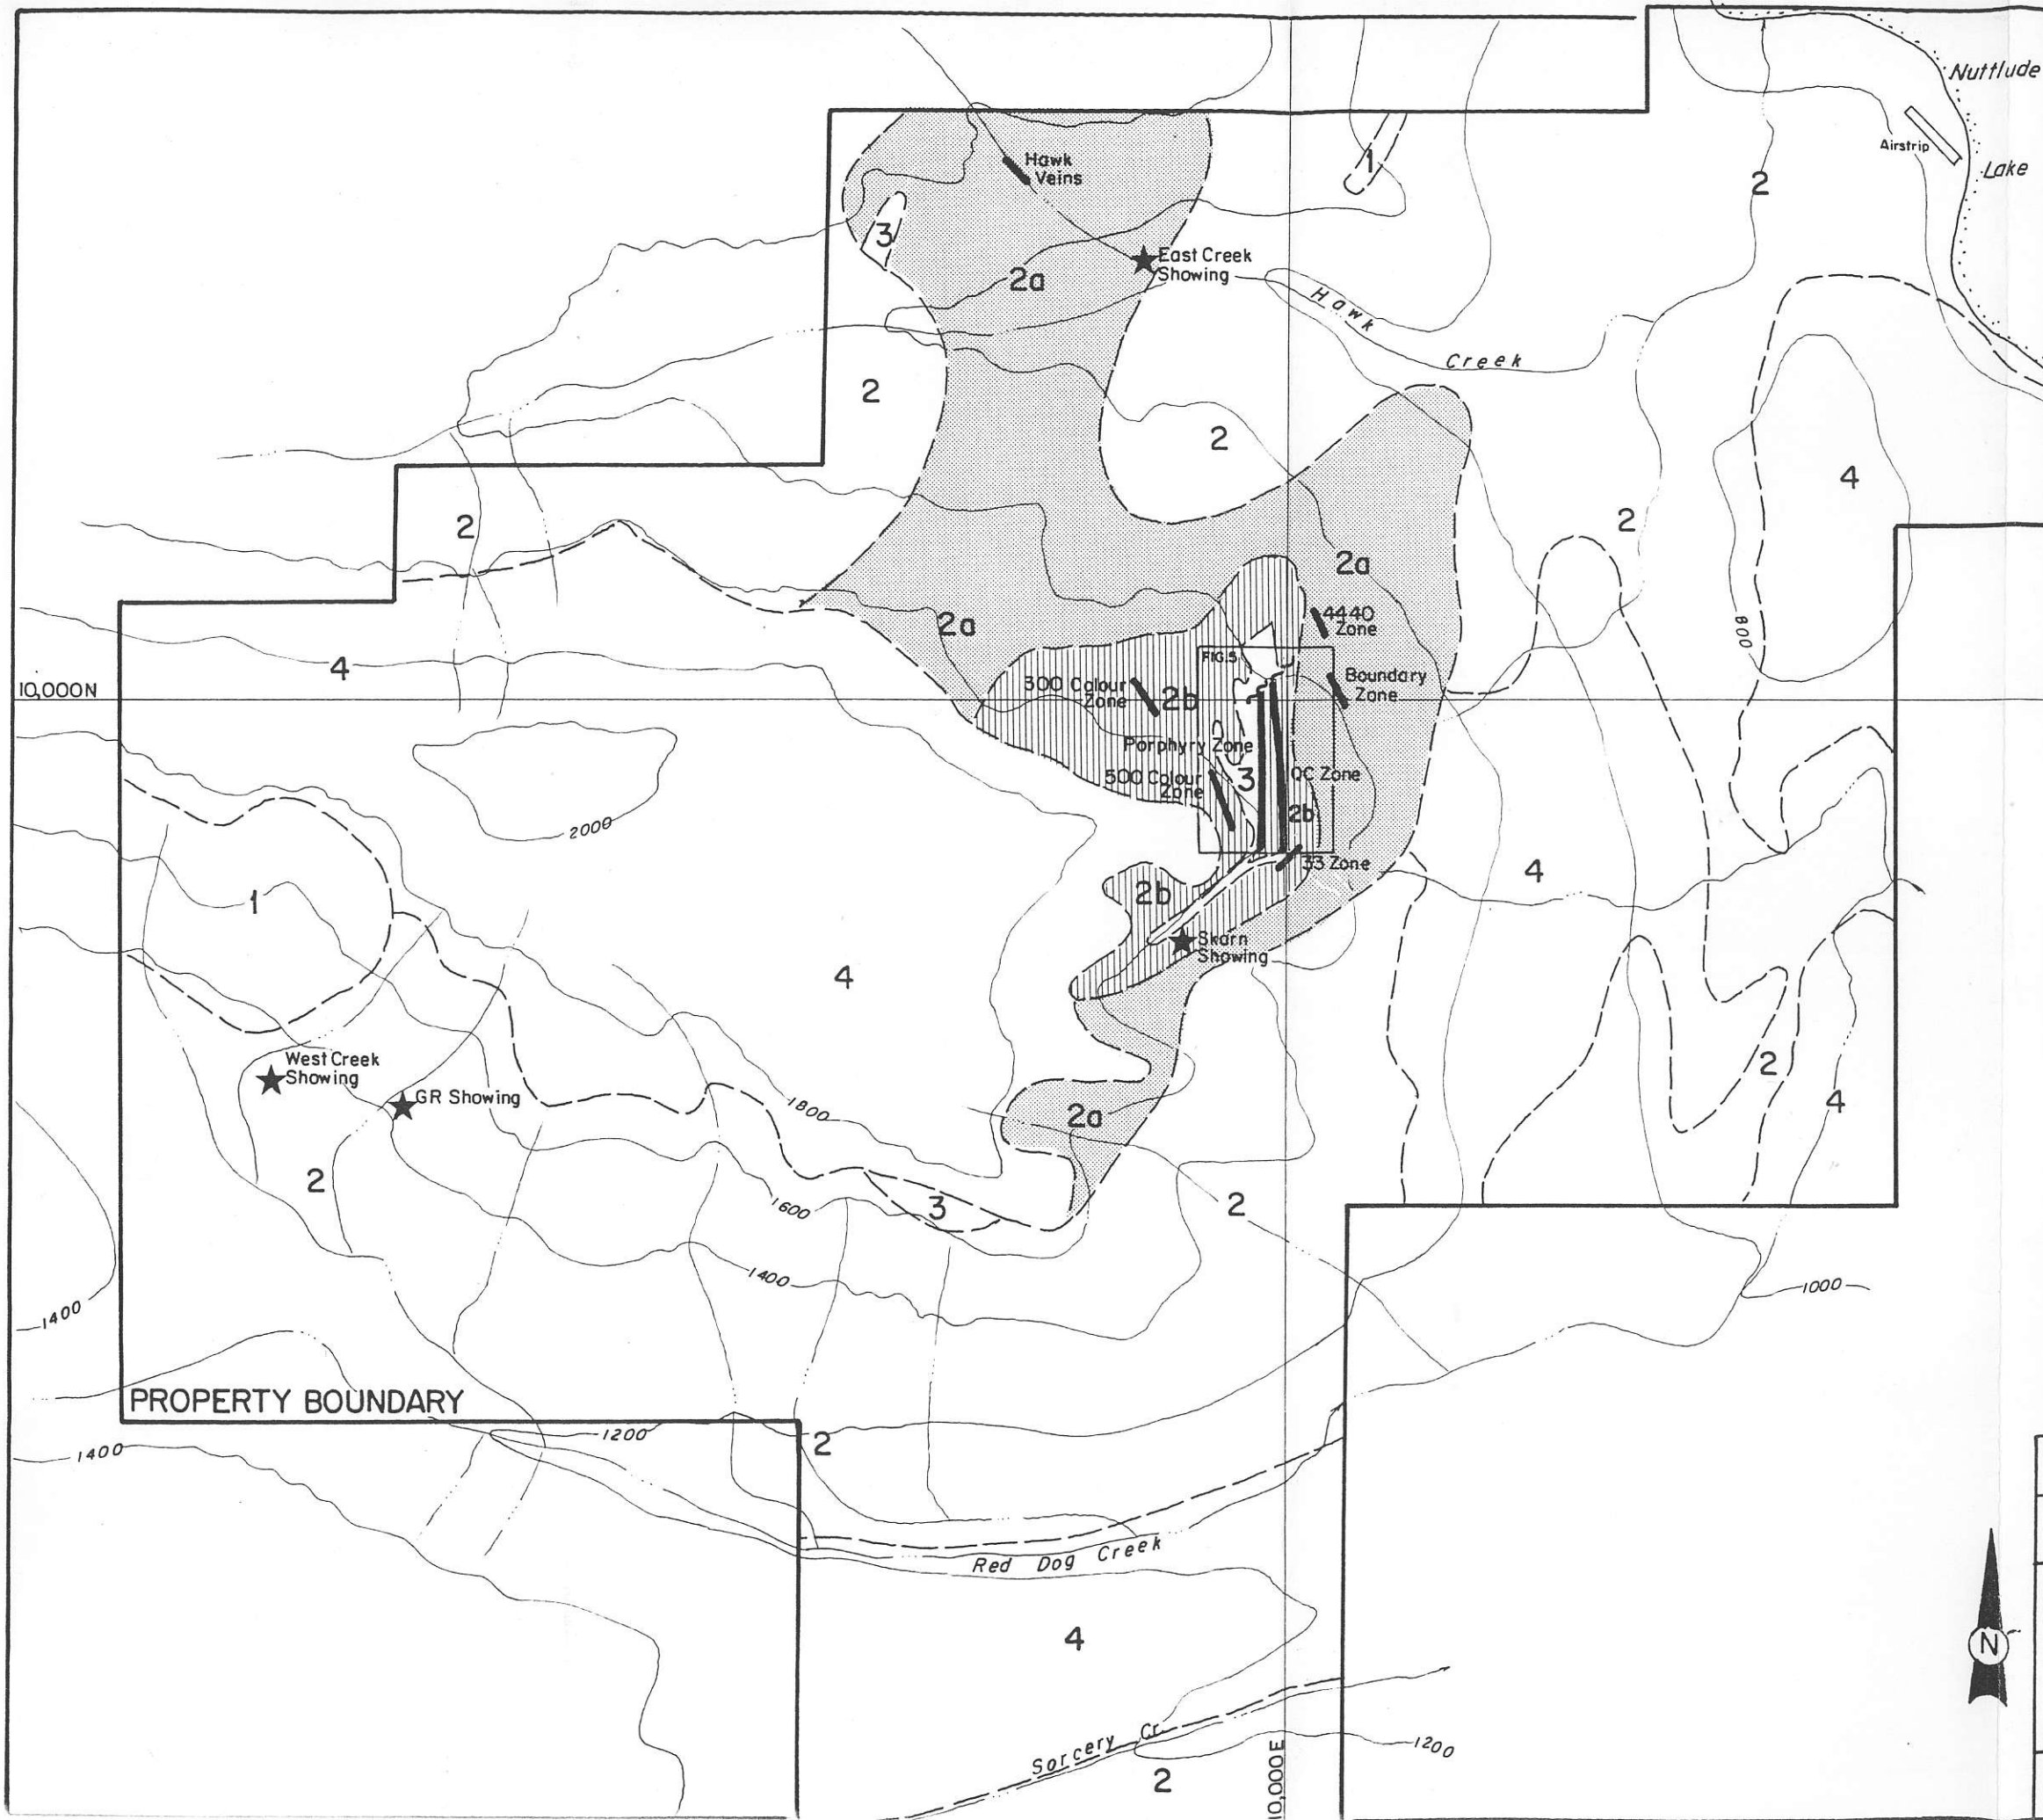 Nuttlude
Lake
Airstrip
2
1
Hawk
Veins
3
East Creek
Showing
2a
Hawk
Creek
2
2
4
2
2
2a
4440
Zone
2a
800
FIG.5
4
10,000N
300 Colour
Zone
2b
Boundary
Zone
Porphyry Zone
500 Colour
Zone
3
QC Zone
2b
2000
33 Zone
4
1
2b
Skarn
Showing
4
West Creek
Showing
GR Showing
1800
2a
2
4
2
1600
3
2
1400
1400
1000
PROPERTY BOUNDARY
1400
1200
2
Red Dog Creek
4
N
Sorcery Cr.
1200
2
10,000E